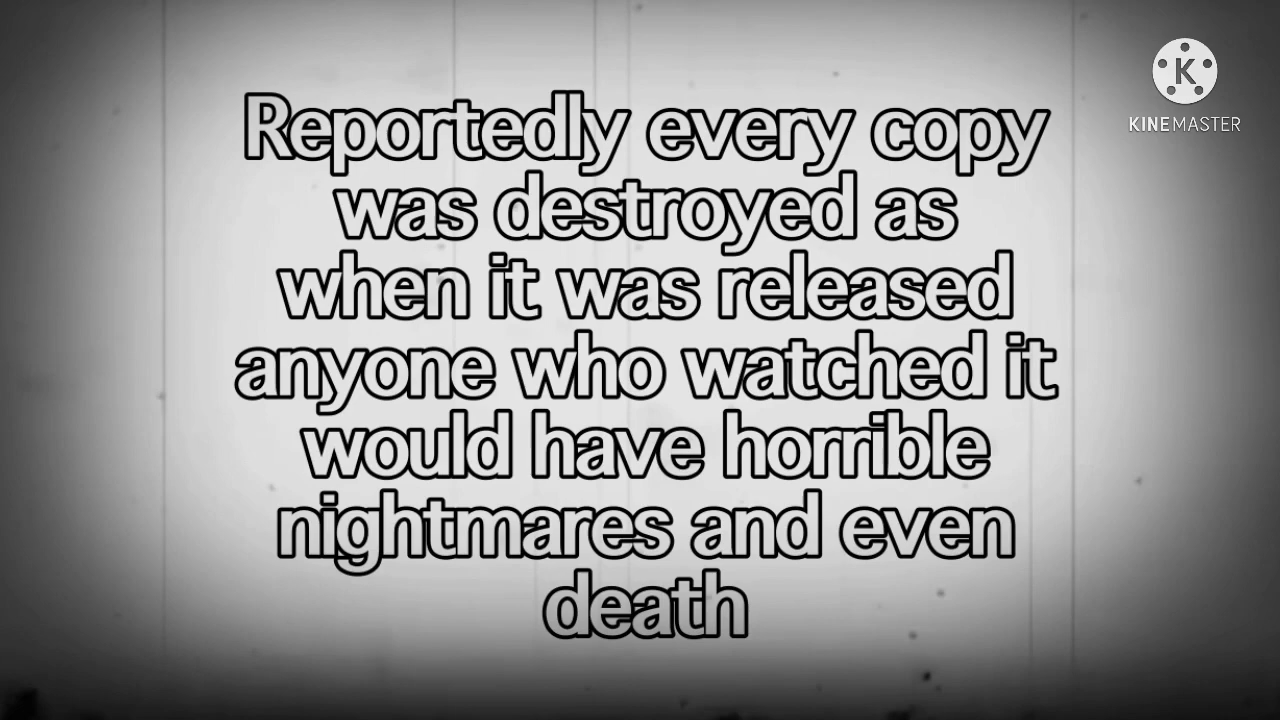 Reportedly every copy
was destroyed as
when it was released
anyone who watched it
would have horrible
nightmares and even
death
K
KINEMASTER